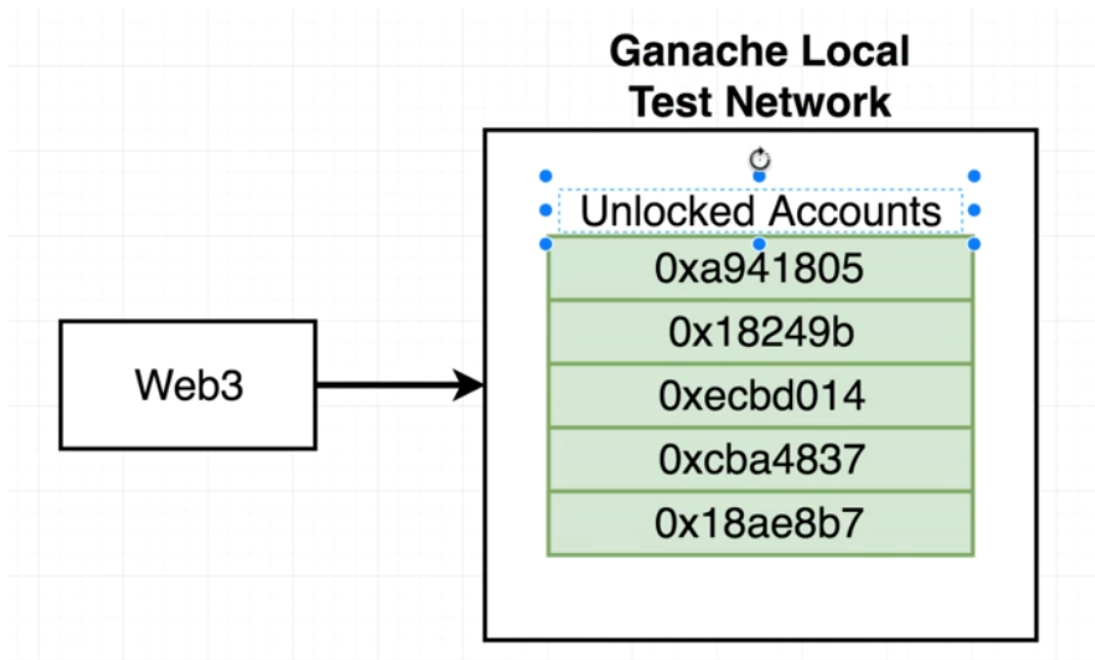 Ganache Local
Test Network
Unlocked Accounts
0xa941805
0x18249b
Web3
0xecbd014
0xcba4837
0x18ae8b7